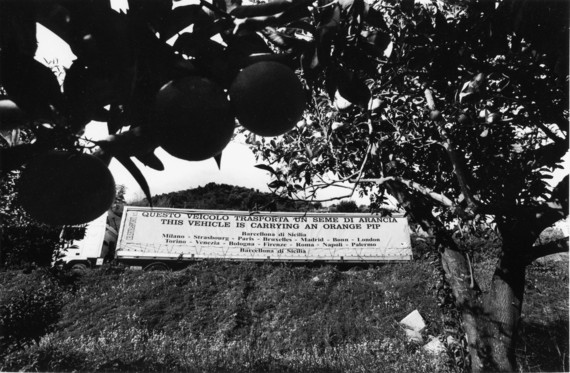 QUESTO VEICOLO TRASPORTA UN SEME DI ARANCIA
THIS VEHICLE IS CARRYING AN ORANGE PIP
Barcellona di Sicilia
Milano - Strasbourg - Paris - Bruxelles - Madrid - Bonn - London
Torino - Venezia - Bologna - Firenze - Roma - Napoli - Palermo
Barcellona di Sicilia